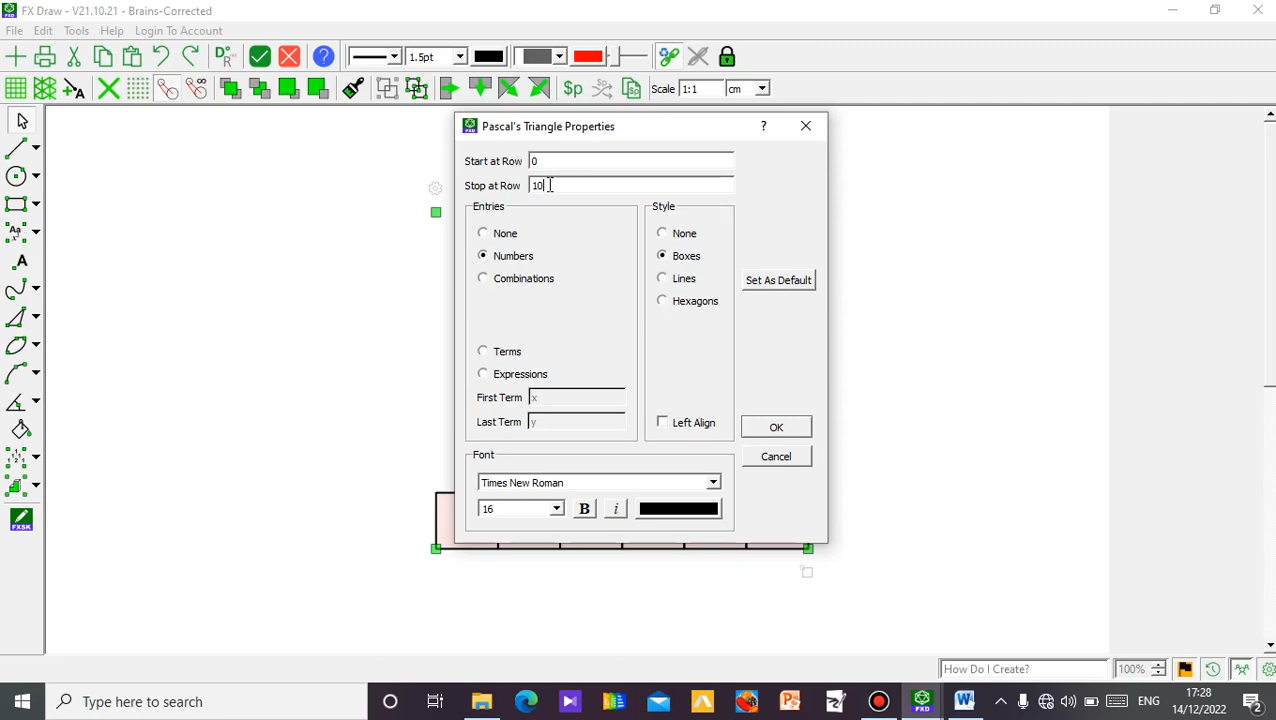 FX Draw - V21.10.21 - Brains-Corrected
File Edit Tools Help Login To Account
1.5pt
Scale 1:1 cm
Pascal's Triangle Properties
Start at Row 0
Stop at Row 10
Entries
None
Numbers
Combinations
Terms
Expressions
First Term x
Last Term y
Style
None
Boxes
Lines
Hexagons
Left Align
Set As Default
OK
Cancel
Font
Times New Roman
16 B i
How Do I Create? 100%
Type here to search
ENG 17:28
14/12/2022 2
FXSK